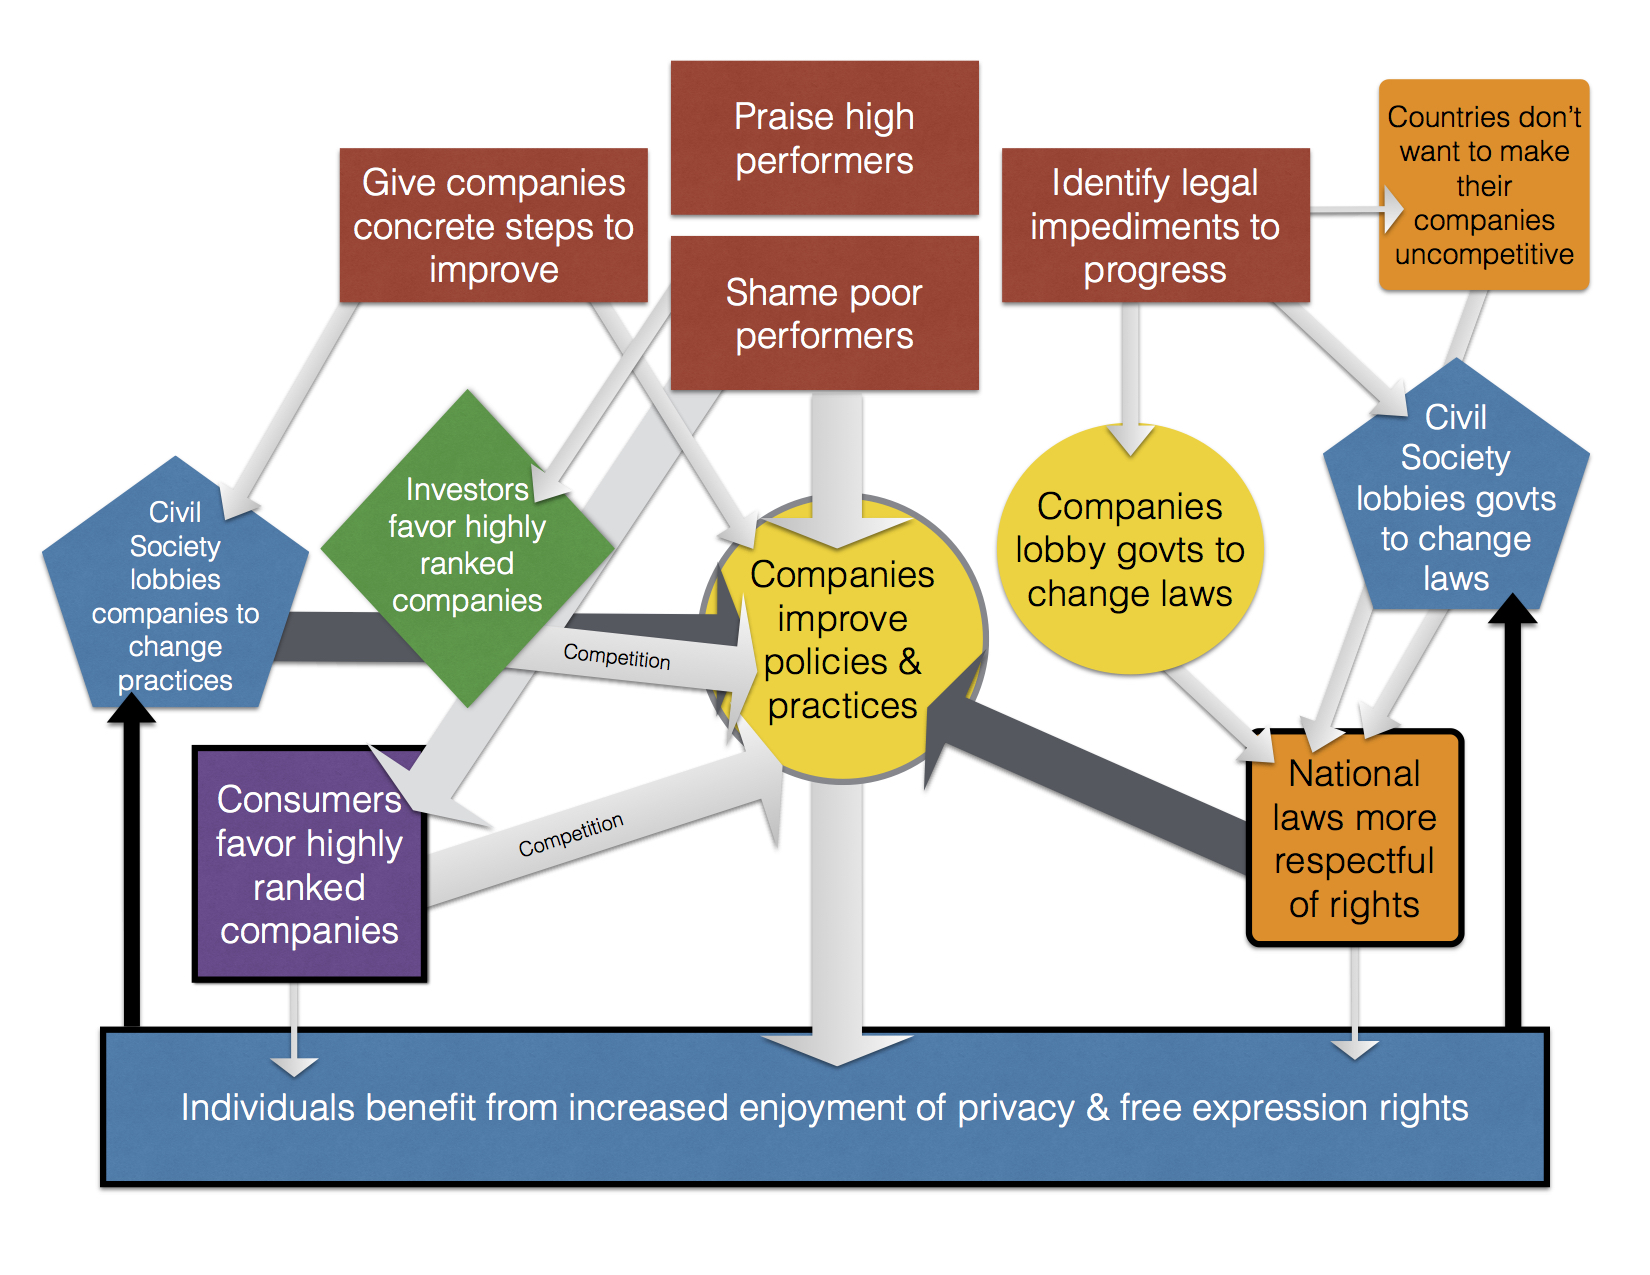 Praise high
performers
Give companies
concrete steps to
improve
Shame poor
performers
Identify legal
impediments to
progress
Countries don’t
want to make
their
companies
uncompetitive
Civil
Society
lobbies
companies to
change
practices
Investors
favor highly
ranked
companies
Competition
Companies
improve
policies &
practices
Companies
lobby govts to
change laws
Civil
Society
lobbies govts
to change
laws
Consumers
favor highly
ranked
companies
Competition
National
laws more
respectful
of rights
Individuals benefit from increased enjoyment of privacy & free expression rights